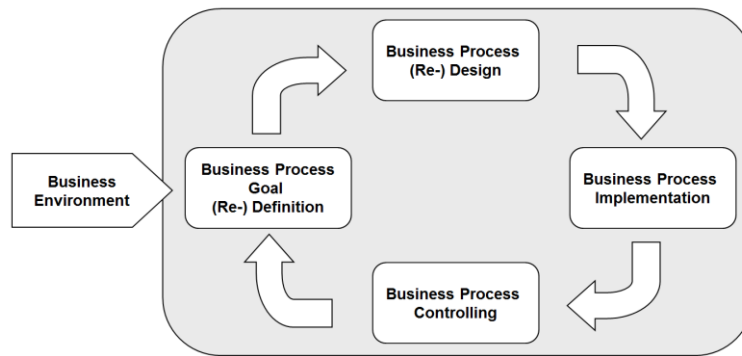 Business Process
(Re-) Design
Business
Environment
Business Process
Goal
(Re-) Definition
Business Process
Implementation
Business Process
Controlling